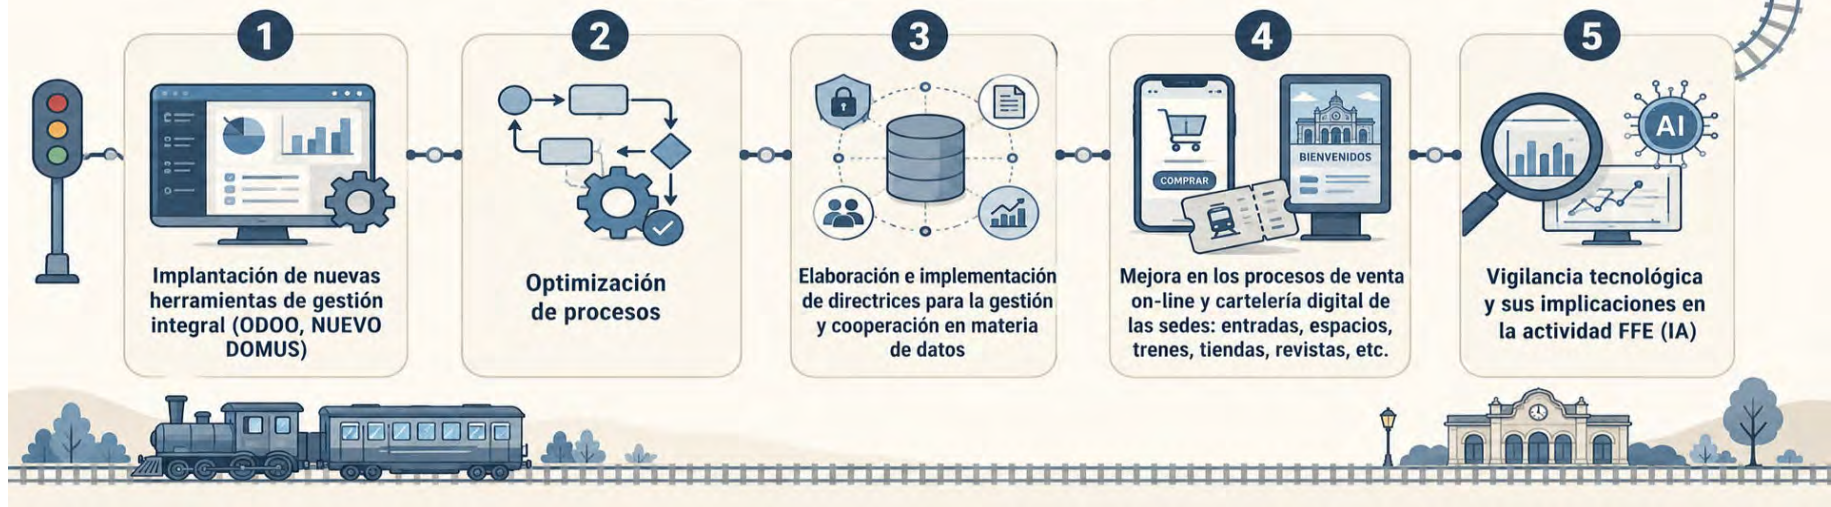 1
Implantación de nuevas
herramientas de gestión
integral (ODOO, NUEVO
DOMUS)
2
Optimización
de procesos
3
Elaboración e implementación
de directrices para la gestión
y cooperación en materia
de datos
4
COMPRAR
BIENVENIDOS
Mejora en los procesos de venta
on-line y cartelería digital de
las sedes: entradas, espacios,
trenes, tiendas, revistas, etc.
5
AI
Vigilancia tecnológica
y sus implicaciones en
la actividad FFE (IA)